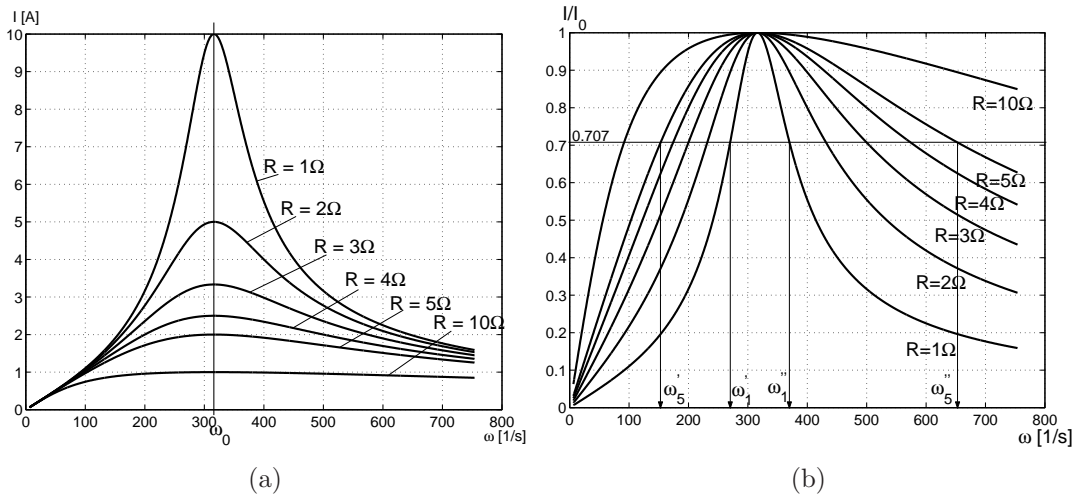 I [A]
10
9
8
7
6
5
4
3
2
1
0
0 100 200 300 400 500 600 700 800
ω [1/s]
ω₀
R = 1Ω
R = 2Ω
R = 3Ω
R = 4Ω
R = 5Ω
R = 10Ω
(a)
I/I₀
1
0.9
0.8
0.707
0.7
0.6
0.5
0.4
0.3
0.2
0.1
0
0 100 200 300 400 500 600 700 800
ω [1/s]
R=10Ω
R=5Ω
R=4Ω
R=3Ω
R=2Ω
R=1Ω
ω₅' ω₁' ω₁'' ω₅''
(b)